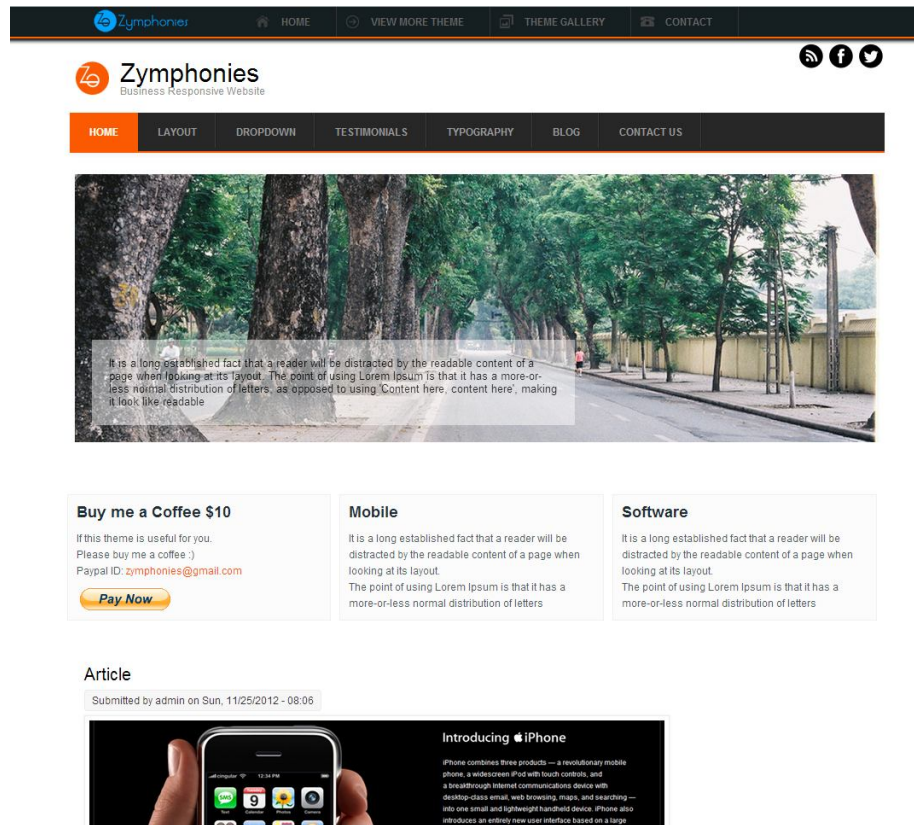 Zymphonies HOME VIEW MORE THEME THEME GALLERY CONTACT
Zymphonies
Business Responsive Website
HOME LAYOUT DROPDOWN TESTIMONIALS TYPOGRAPHY BLOG CONTACT US
It is a long established fact that a reader will be distracted by the readable content of a
page when looking at its layout. The point of using Lorem Ipsum is that it has a more-or-
less normal distribution of letters, as opposed to using 'Content here, content here', making
it look like readable
Buy me a Coffee $10
If this theme is useful for you.
Please buy me a coffee :)
Paypal ID: zymphonies@gmail.com
Pay Now
Mobile
It is a long established fact that a reader will be
distracted by the readable content of a page when
looking at its layout.
The point of using Lorem Ipsum is that it has a
more-or-less normal distribution of letters
Software
It is a long established fact that a reader will be
distracted by the readable content of a page when
looking at its layout.
The point of using Lorem Ipsum is that it has a
more-or-less normal distribution of letters
Article
Submitted by admin on Sun, 11/25/2012 - 08:06
Introducing iPhone
iPhone combines three products — a revolutionary mobile
phone, a widescreen iPod with touch controls, and
a breakthrough Internet communications device with
desktop-class email, web browsing, maps, and searching —
into one small and lightweight handheld device. iPhone also
introduces an entirely new user interface based on a large
cingular 12:34 PM
SMS 9
Text Calendar Photos Camera